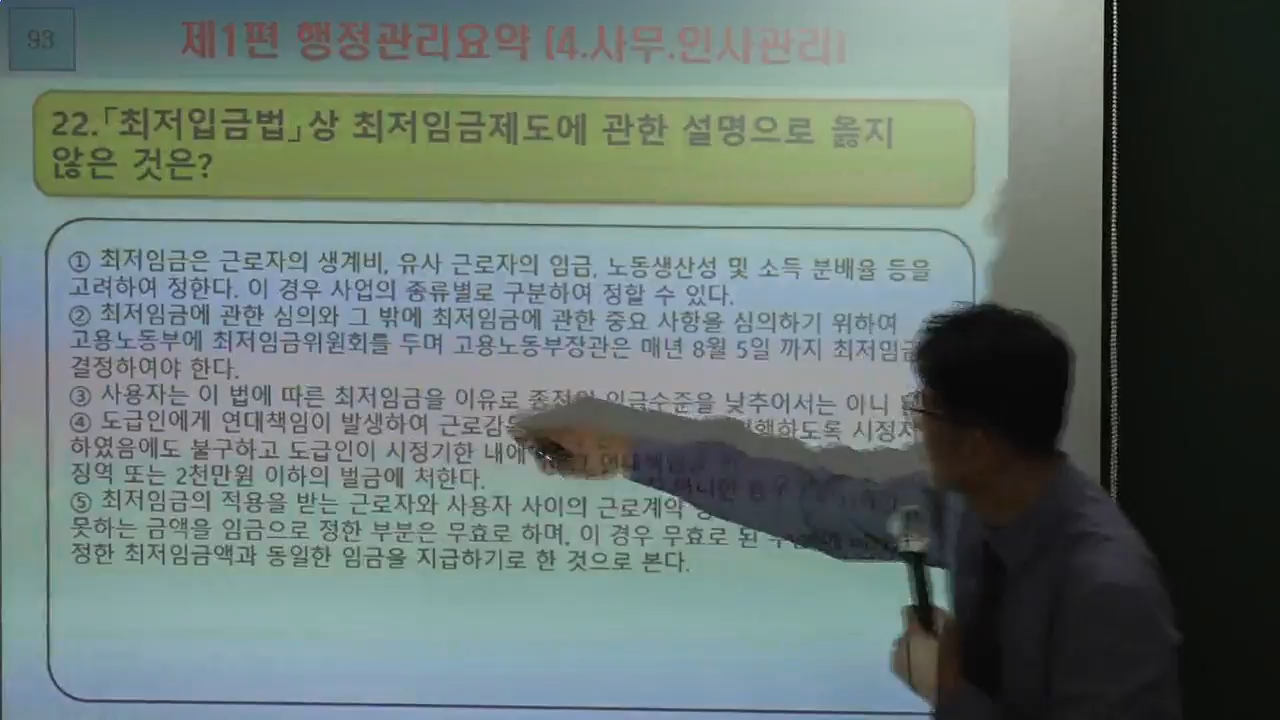 93
제1편 행정관리요약 (4.사무.인사관리)
22.「최저임금법」상 최저임금제도에 관한 설명으로 옳지
않은 것은?
① 최저임금은 근로자의 생계비, 유사 근로자의 임금, 노동생산성 및 소득 분배율 등을
고려하여 정한다. 이 경우 사업의 종류별로 구분하여 정할 수 있다.
② 최저임금에 관한 심의와 그 밖에 최저임금에 관한 중요 사항을 심의하기 위하여
고용노동부에 최저임금위원회를 두며 고용노동부장관은 매년 8월 5일 까지 최저임금
결정하여야 한다.
③ 사용자는 이 법에 따른 최저임금을 이유로 종전의 임금수준을 낮추어서는 아니
④ 도급인에게 연대책임이 발생하여 근로감독 이행하도록 시정지
하였음에도 불구하고 도급인이 시정기한 내에
징역 또는 2천만원 이하의 벌금에 처한다.
⑤ 최저임금의 적용을 받는 근로자와 사용자 사이의 근로계약
못하는 금액을 임금으로 정한 부분은 무효로 하며, 이 경우 무효로 된
정한 최저임금액과 동일한 임금을 지급하기로 한 것으로 본다.